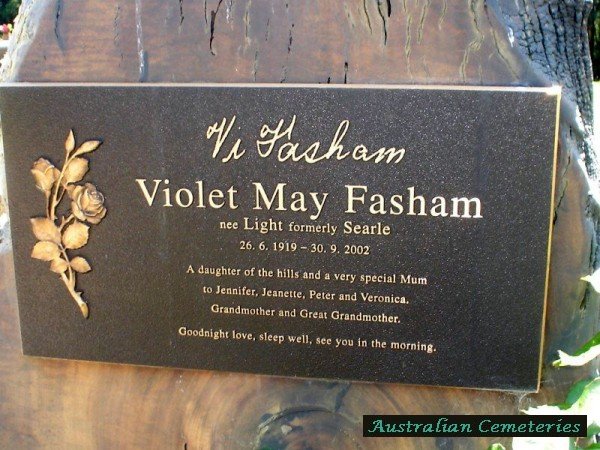 Vi Fasham
Violet May Fasham
nee Light formerly Searle
26. 6. 1919 – 30. 9. 2002
A daughter of the hills and a very special Mum
to Jennifer, Jeanette, Peter and Veronica.
Grandmother and Great Grandmother.
Goodnight love, sleep well, see you in the morning.
Australian Cemeteries